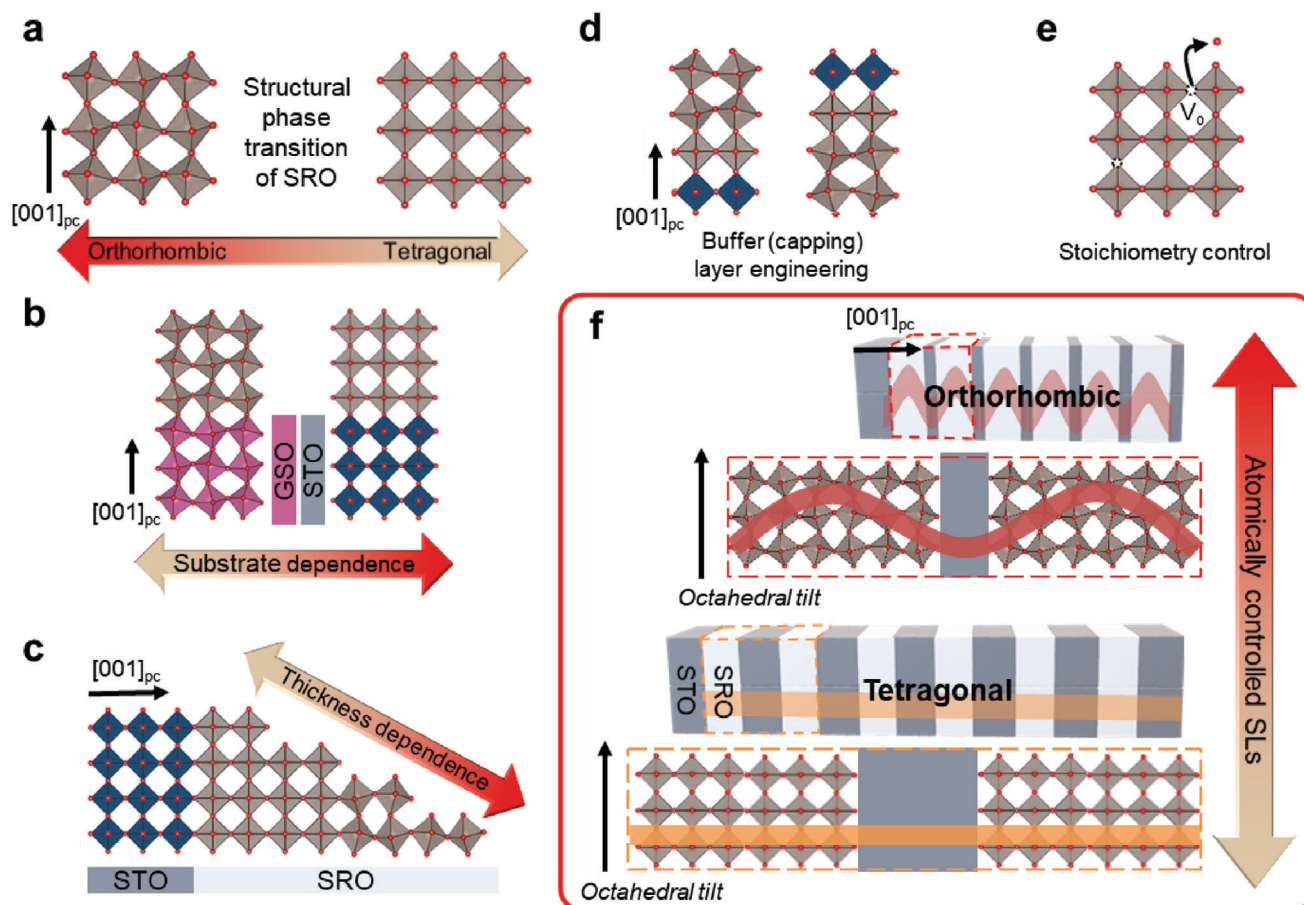 a
Structural
phase
transition
of SRO
[001]pc
Orthorhombic
Tetragonal
b
GSO
STO
[001]pc
Substrate dependence
c
[001]pc
Thickness dependence
STO
SRO
d
[001]pc
Buffer (capping)
layer engineering
e
Vo
Stoichiometry control
f
[001]pc
Orthorhombic
Octahedral tilt
STO
SRO
Tetragonal
Octahedral tilt
Atomically controlled SLs